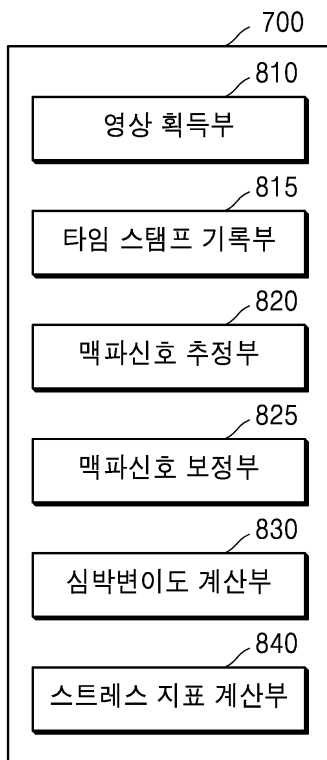 700
810
영상 획득부
815
타임 스탬프 기록부
820
맥파신호 추정부
825
맥파신호 보정부
830
심박변이도 계산부
840
스트레스 지표 계산부